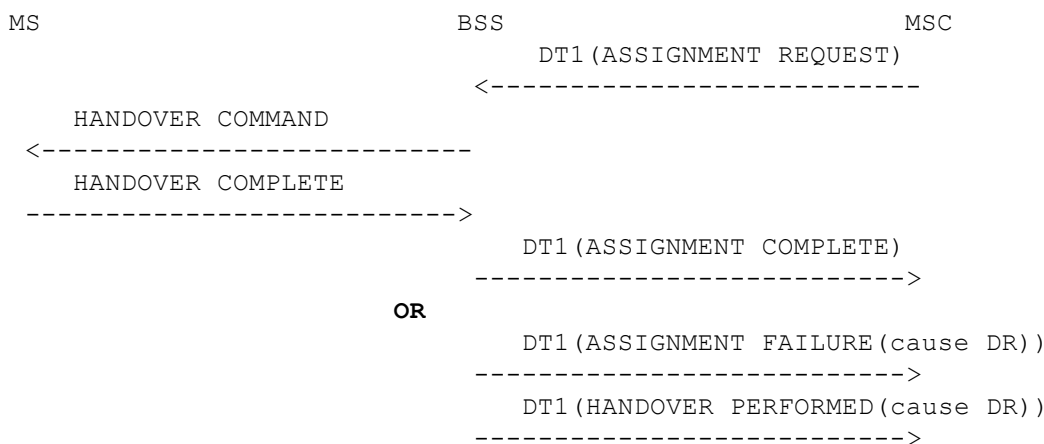 MS BSS MSC
DT1(ASSIGNMENT REQUEST)
<---------------------------
HANDOVER COMMAND
<---------------------------
HANDOVER COMPLETE
--------------------------->
DT1(ASSIGNMENT COMPLETE)
--------------------------->
OR
DT1(ASSIGNMENT FAILURE(cause DR))
--------------------------->
DT1(HANDOVER PERFORMED(cause DR))
--------------------------->